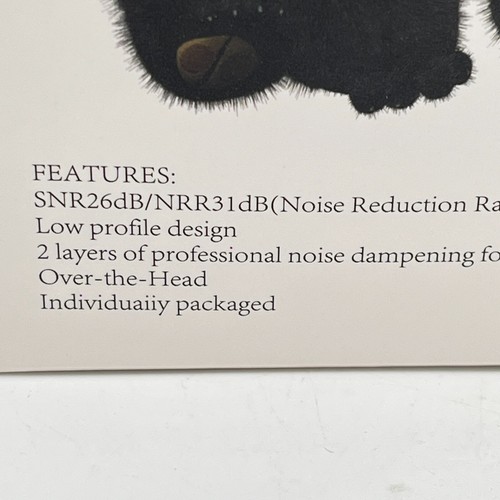 FEATURES:
SNR26dB/NRR31dB(Noise Reduction Ra
Low profile design
2 layers of professional noise dampening fo
Over-the-Head
Individuaiiy packaged